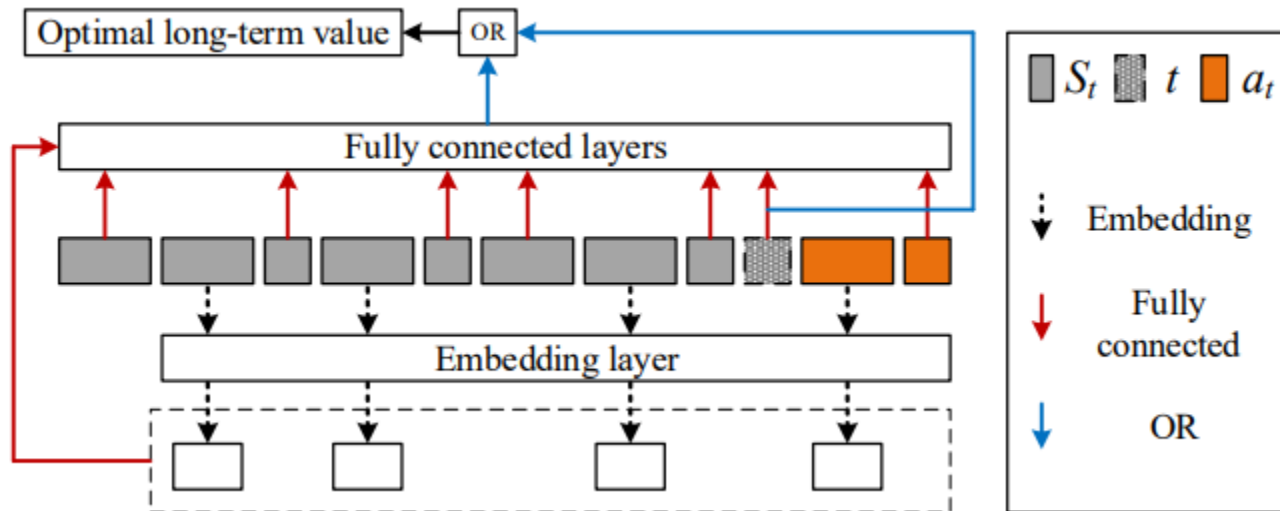 Optimal long-term value
OR
Fully connected layers
Embedding layer
S_t
t
a_t
Embedding
Fully
connected
OR